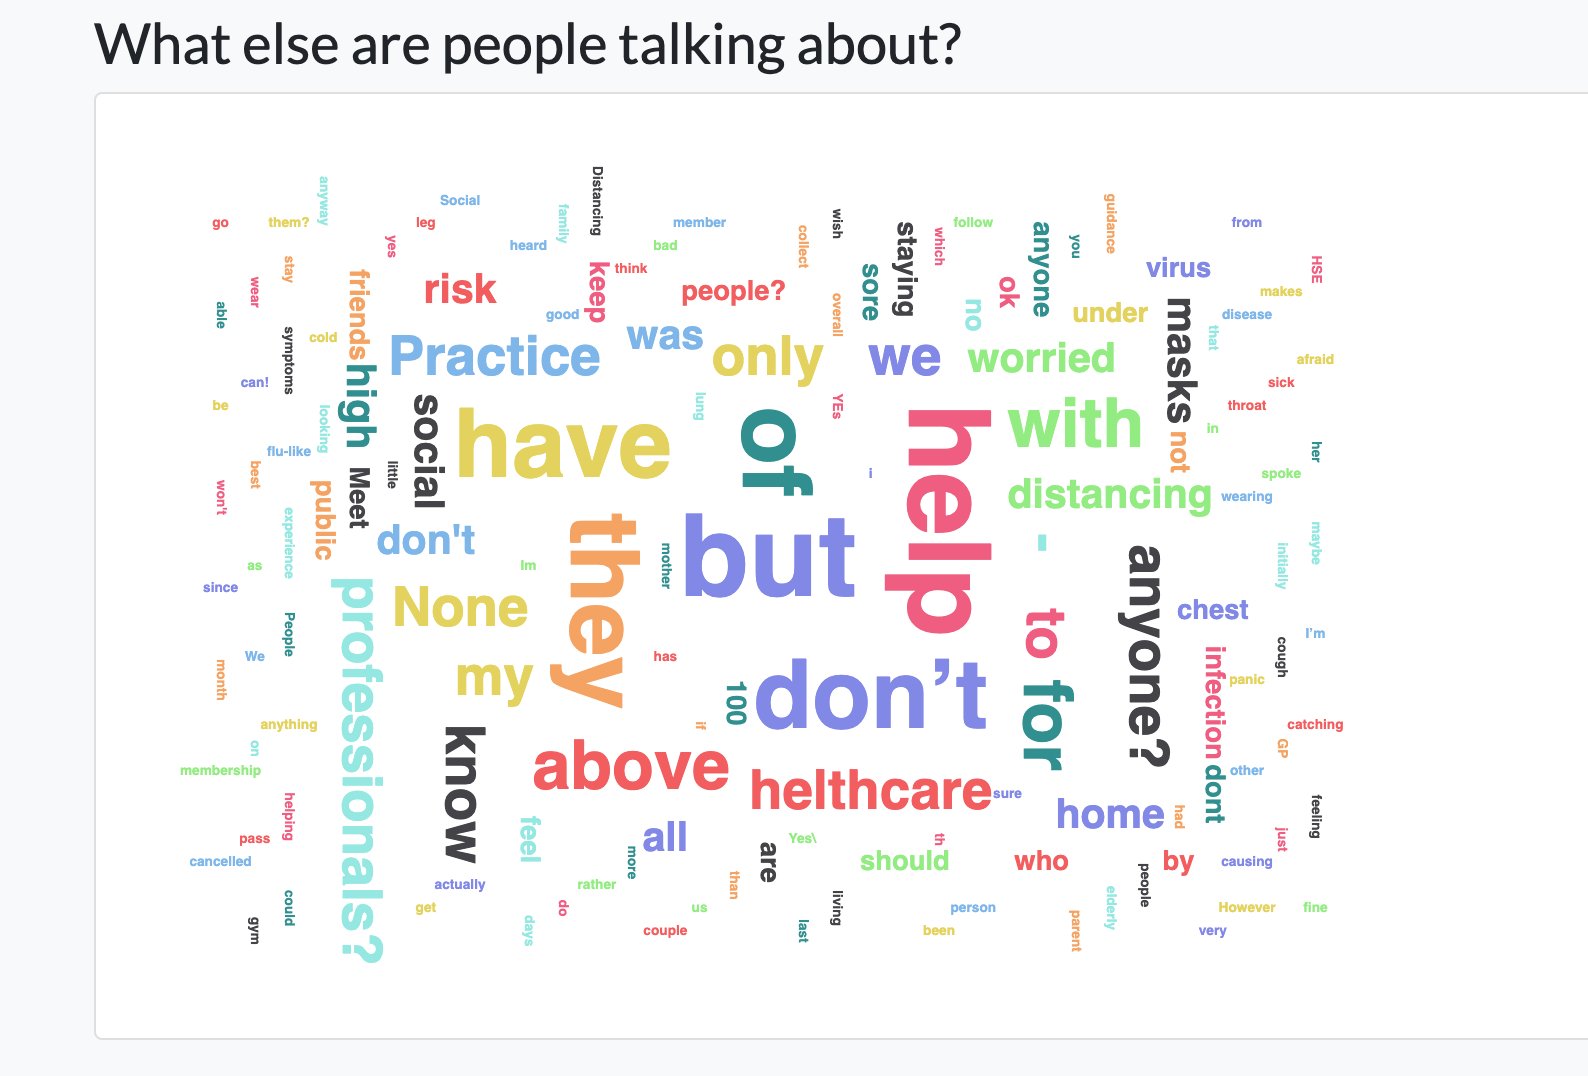 What else are people talking about?
Distancing
anyway
Social
guidance
family
wish
go
them?
leg
member
follow
from
staying
anyone
collect
which
you
yes
heard
bad
stay
HSE
virus
think
keep
sore
friends
wear
risk
people?
ok
makes
able
overall
no
masks
good
under
disease
symptoms
cold
was
that
Practice
only
we
worried
afraid
high
can!
sick
be
looking
social
lung
YEs
throat
have
of
help
with
in
flu-like
not
her
best
Meet
little
i
spoke
won't
public
distancing
wearing
experience
don't
they
mother
but
-
maybe
initially
as
Im
anyone?
since
professionals?
None
to
chest
People
I'm
We
has
cough
infection
month
my
100
don’t
for
panic
anything
know
if
catching
on
above
GP
membership
dont
other
helthcare
sure
helping
home
had
feeling
feel
all
are
Yes\
th
just
pass
cancelled
more
should
who
by
causing
actually
rather
than
people
elderly
could
get
do
us
living
person
However
fine
gym
days
couple
last
been
parent
very